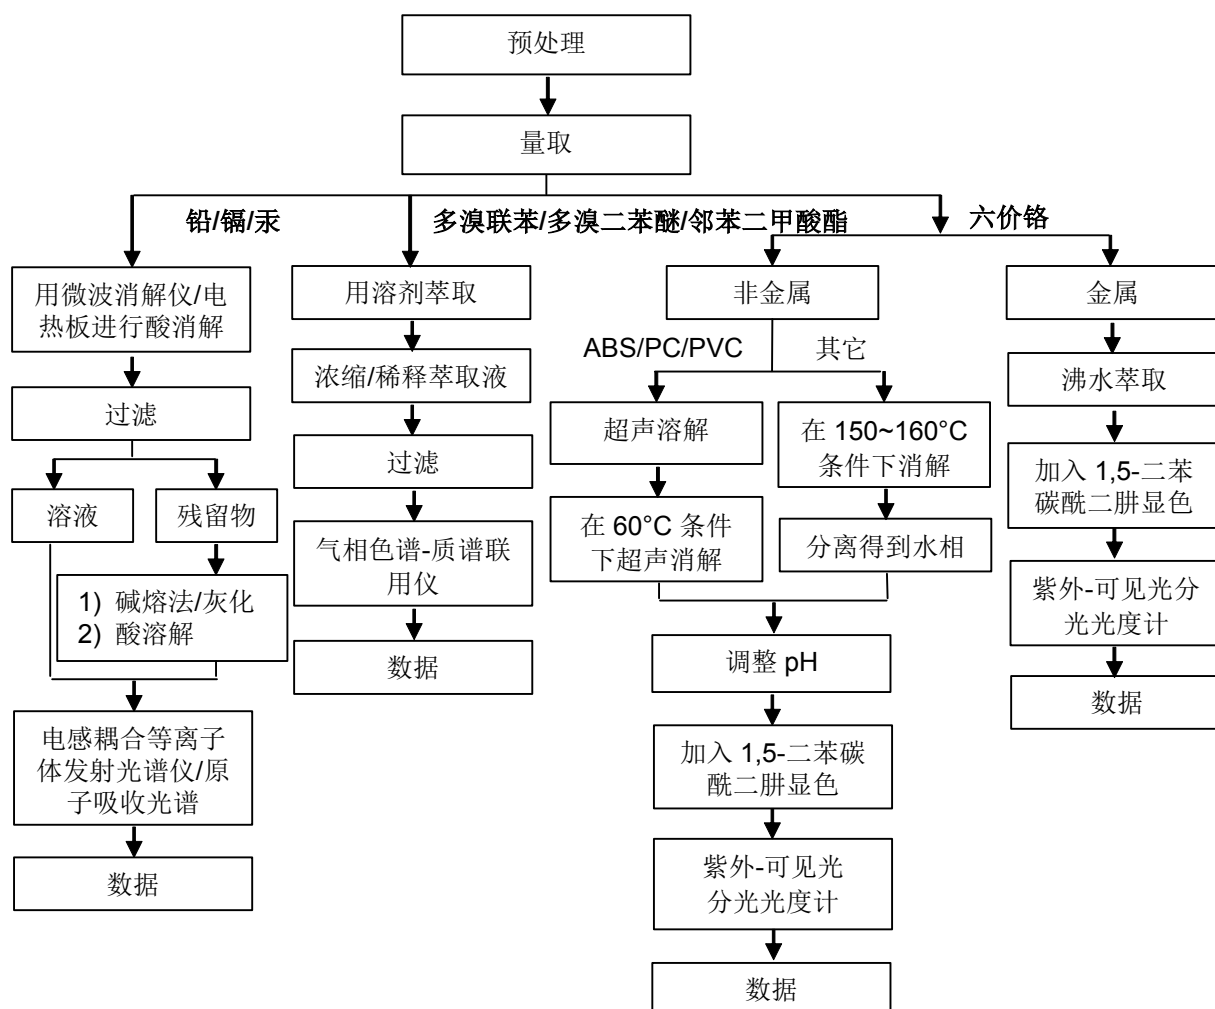 预处理
量取
铅/镉/汞
多溴联苯/多溴二苯醚/邻苯二甲酸酯
六价铬
用微波消解仪/电
热板进行酸消解
过滤
溶液
残留物
1) 碱熔法/灰化
2) 酸溶解
电感耦合等离子
体发射光谱仪/原
子吸收光谱
数据
用溶剂萃取
浓缩/稀释萃取液
过滤
气相色谱-质谱联
用仪
数据
非金属
ABS/PC/PVC
其它
超声溶解
在 60°C 条件
下超声消解
在 150~160°C
条件下消解
分离得到水相
调整 pH
加入 1,5-二苯碳
酰二肼显色
紫外-可见光
分光光度计
数据
金属
沸水萃取
加入 1,5-二苯
碳酰二肼显色
紫外-可见光分
光光度计
数据